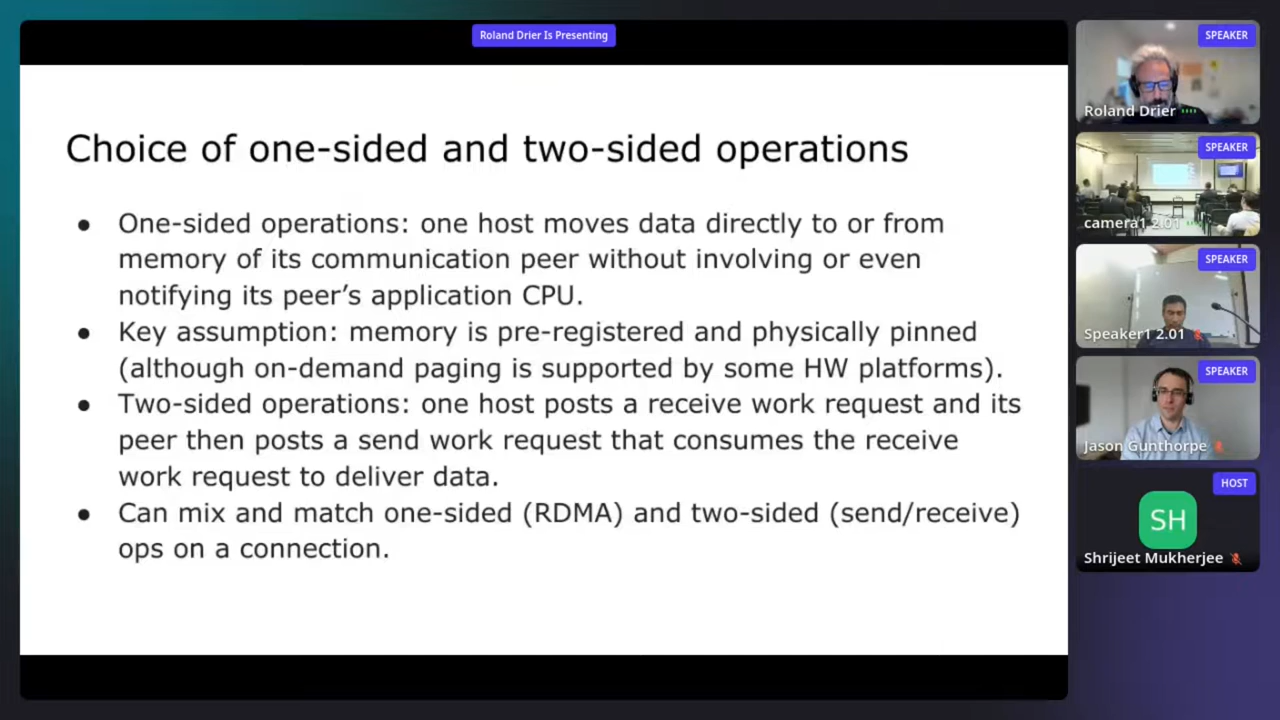 Roland Drier Is Presenting
Choice of one-sided and two-sided operations
● One-sided operations: one host moves data directly to or from
memory of its communication peer without involving or even
notifying its peer’s application CPU.
● Key assumption: memory is pre-registered and physically pinned
(although on-demand paging is supported by some HW platforms).
● Two-sided operations: one host posts a receive work request and its
peer then posts a send work request that consumes the receive
work request to deliver data.
● Can mix and match one-sided (RDMA) and two-sided (send/receive)
ops on a connection.
SPEAKER
Roland Drier
SPEAKER
camera1 2.01
SPEAKER
Speaker1 2.01
SPEAKER
Jason Gunthorpe
HOST
SH
Shrijeet Mukherjee